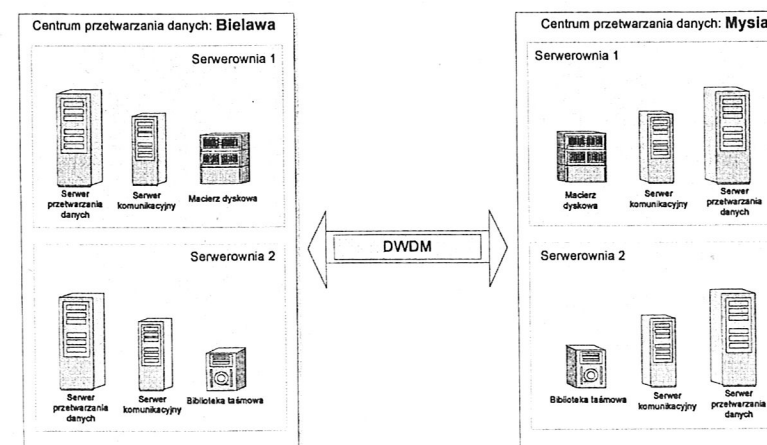 Centrum przetwarzania danych: Bielawa
Serwerownia 1
Serwer
przetwarzania
danych
Serwer
komunikacyjny
Macierz dyskowa
Serwerownia 2
Serwer
przetwarzania
danych
Serwer
komunikacyjny
Biblioteka taśmowa
DWDM
Centrum przetwarzania danych: Mysia
Serwerownia 1
Macierz
dyskowa
Serwer
komunikacyjny
Serwer
przetwarzania
danych
Serwerownia 2
Biblioteka taśmowa
Serwer
komunikacyjny
Serwer
przetwarzania
danych